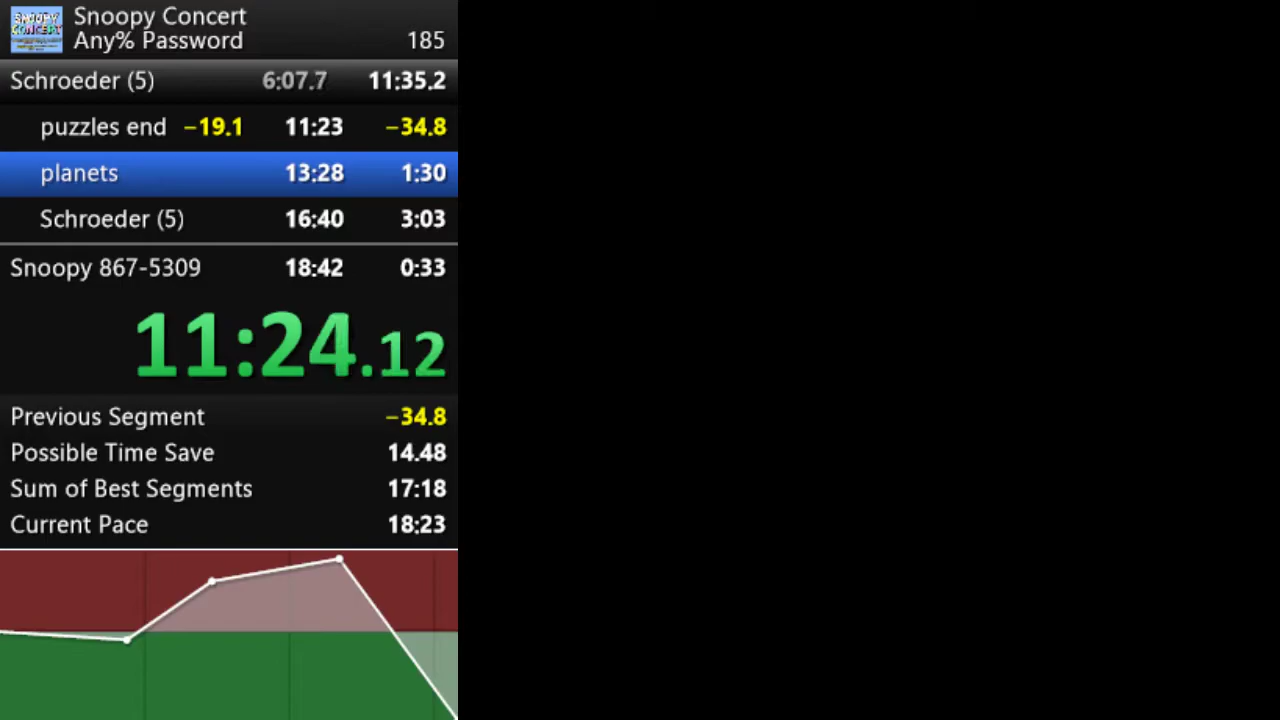 SNOOPY
CONCERT
Snoopy Concert
Any% Password 185
Schroeder (5) 6:07.7 11:35.2
puzzles end −19.1 11:23 −34.8
planets 13:28 1:30
Schroeder (5) 16:40 3:03
Snoopy 867-5309 18:42 0:33
11:24.12
Previous Segment −34.8
Possible Time Save 14.48
Sum of Best Segments 17:18
Current Pace 18:23